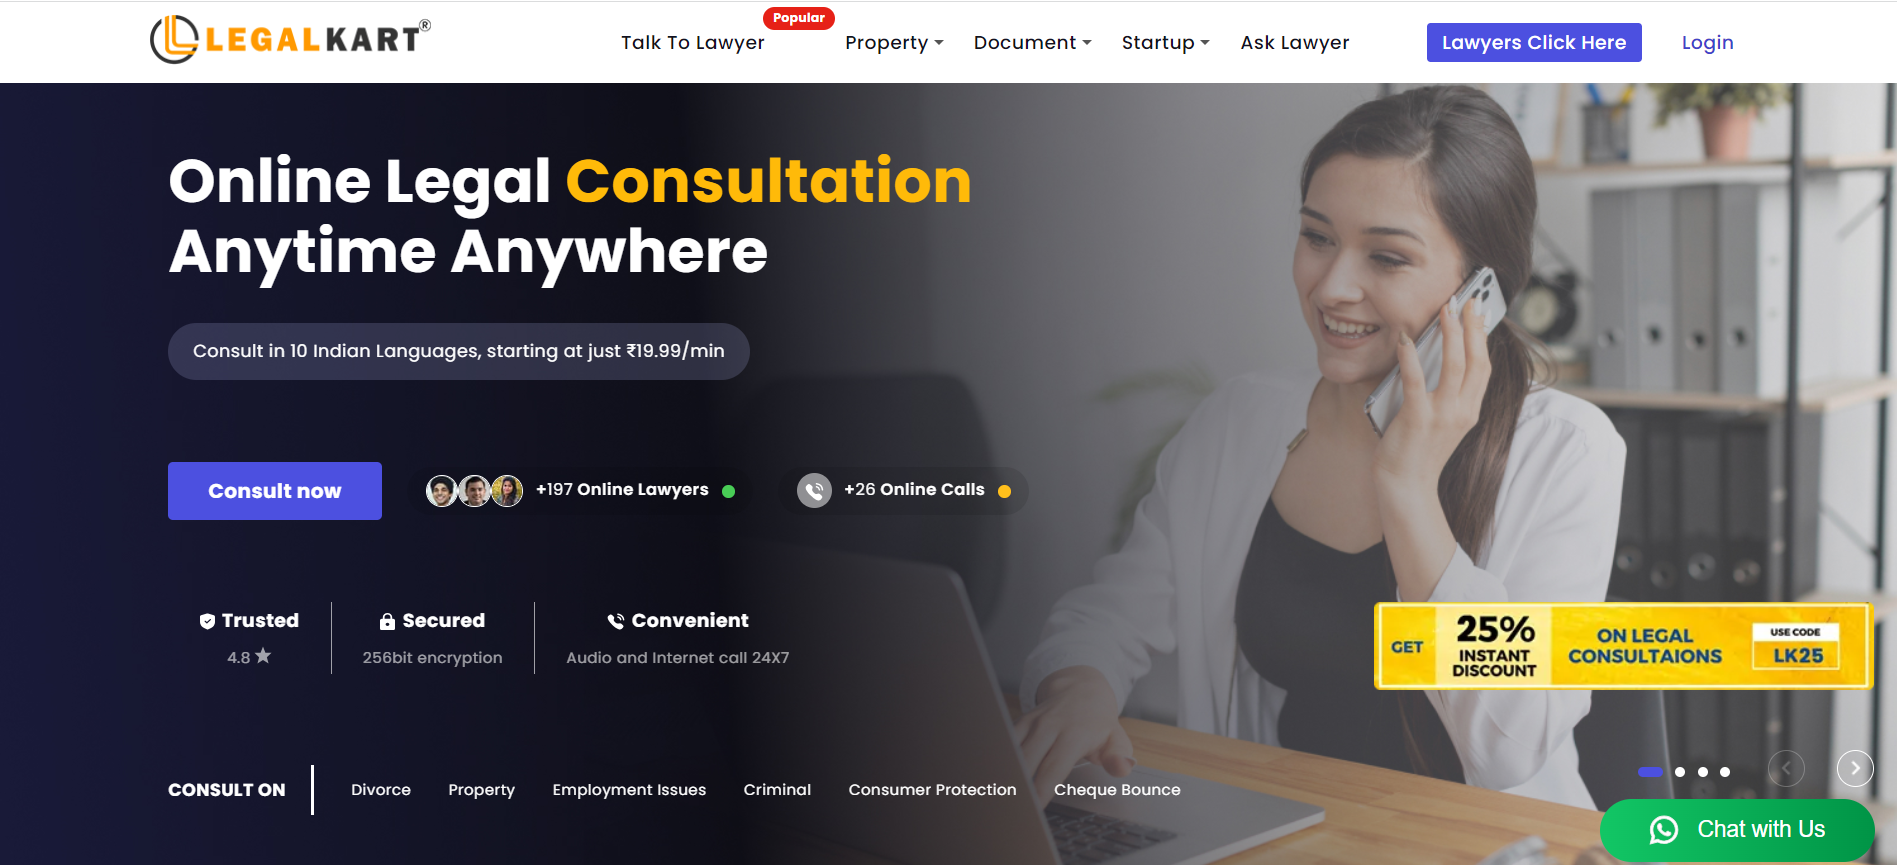 LEGALKART®
Popular
Talk To Lawyer
Property
Document
Startup
Ask Lawyer
Lawyers Click Here
Login
Online Legal Consultation
Anytime Anywhere
Consult in 10 Indian Languages, starting at just ₹19.99/min
Consult now
+197 Online Lawyers
+26 Online Calls
Trusted
4.8 ★
Secured
256bit encryption
Convenient
Audio and Internet call 24X7
GET
25%
INSTANT
DISCOUNT
ON LEGAL
CONSULTAIONS
USE CODE
LK25
CONSULT ON
Divorce
Property
Employment Issues
Criminal
Consumer Protection
Cheque Bounce
Chat with Us